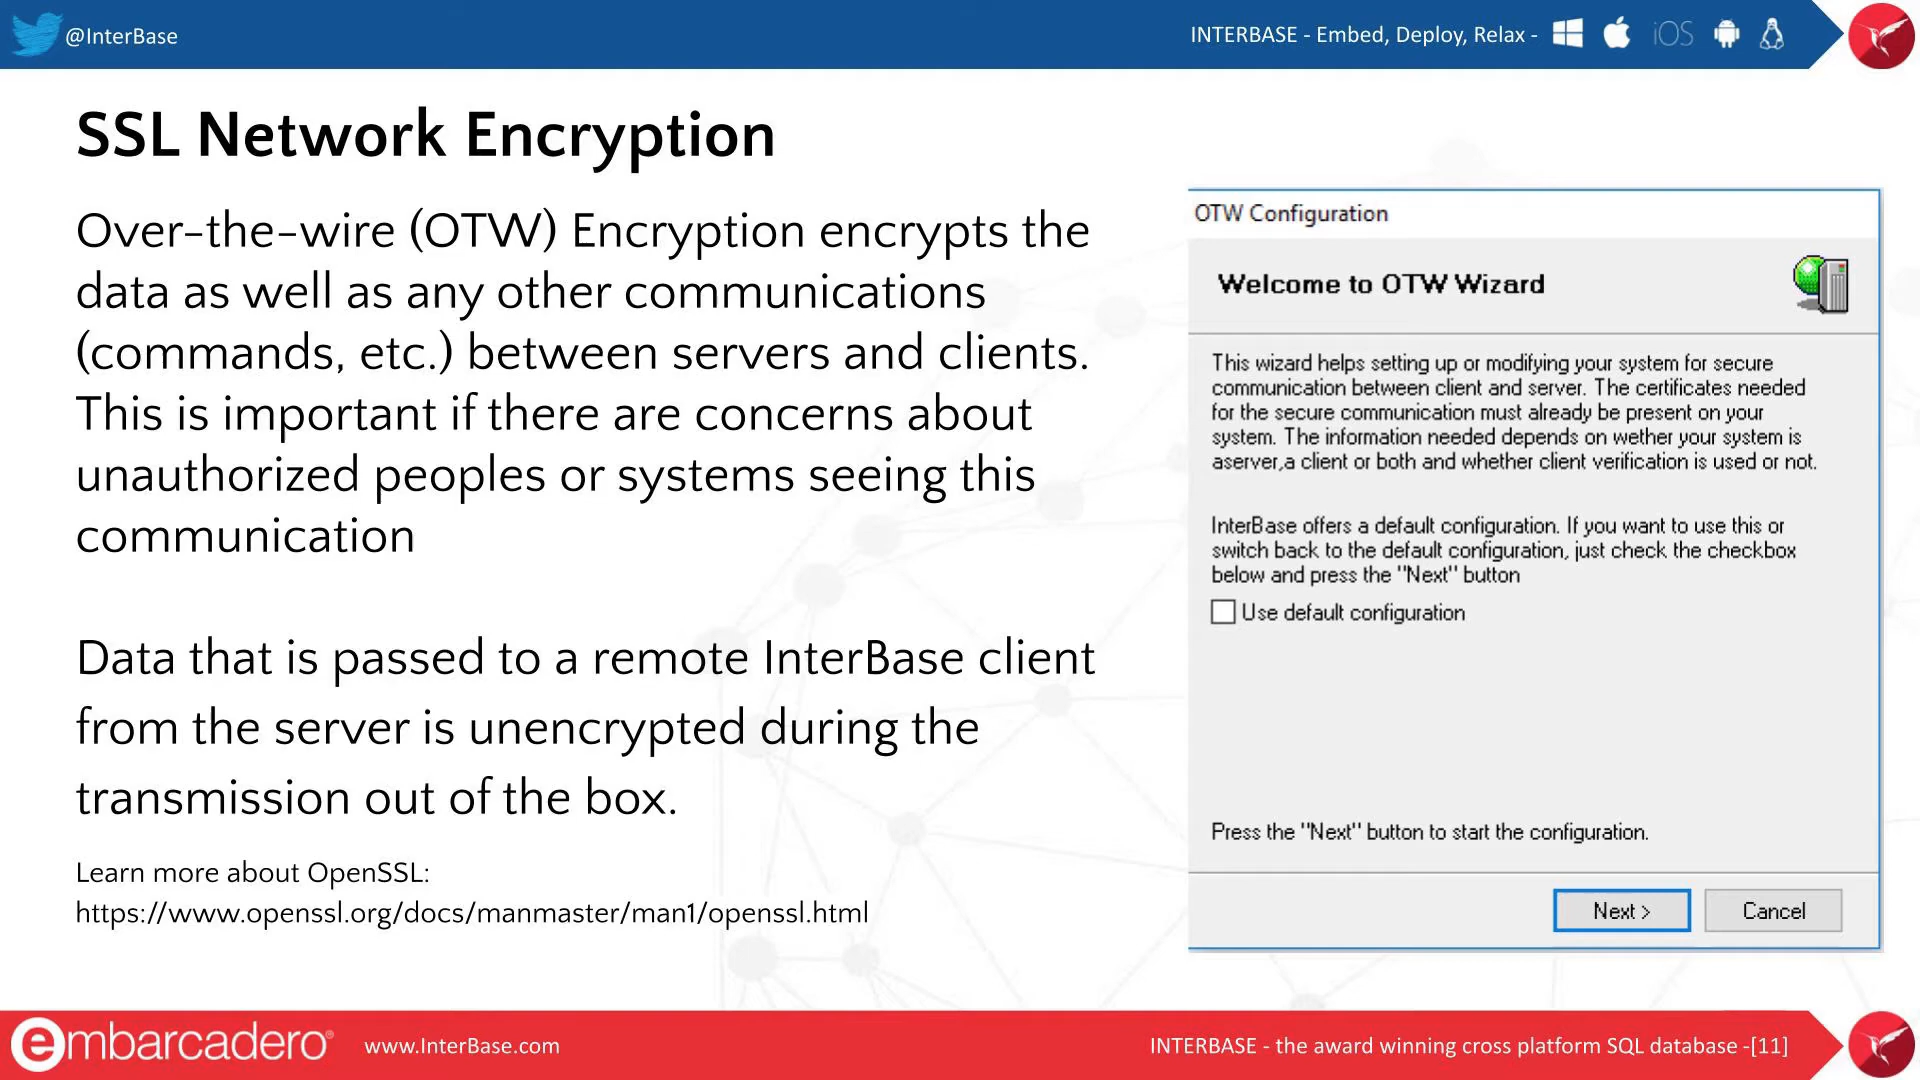 @InterBase
INTERBASE - Embed, Deploy, Relax -
iOS
SSL Network Encryption
Over-the-wire (OTW) Encryption encrypts the
data as well as any other communications
(commands, etc.) between servers and clients.
This is important if there are concerns about
unauthorized peoples or systems seeing this
communication
Data that is passed to a remote InterBase client
from the server is unencrypted during the
transmission out of the box.
Learn more about OpenSSL:
https://www.openssl.org/docs/manmaster/man1/openssl.html
OTW Configuration
Welcome to OTW Wizard
This wizard helps setting up or modifying your system for secure
communication between client and server. The certificates needed
for the secure communication must already be present on your
system. The information needed depends on wether your system is
aserver,a client or both and whether client verification is used or not.
InterBase offers a default configuration. If you want to use this or
switch back to the default configuration, just check the checkbox
below and press the "Next" button
Use default configuration
Press the "Next" button to start the configuration.
Next >
Cancel
embarcadero®
www.InterBase.com
INTERBASE - the award winning cross platform SQL database -[11]